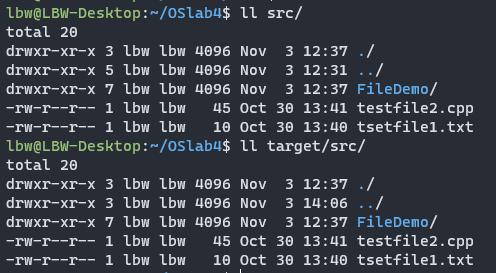 lbw@LBW-Desktop:~/OSlab4$ ll src/
total 20
drwxr-xr-x 3 lbw lbw 4096 Nov  3 12:37 ./
drwxr-xr-x 5 lbw lbw 4096 Nov  3 12:31 ../
drwxr-xr-x 7 lbw lbw 4096 Nov  3 12:37 FileDemo/
-rw-r--r-- 1 lbw lbw   45 Oct 30 13:41 testfile2.cpp
-rw-r--r-- 1 lbw lbw   10 Oct 30 13:40 tsetfile1.txt
lbw@LBW-Desktop:~/OSlab4$ ll target/src/
total 20
drwxr-xr-x 3 lbw lbw 4096 Nov  3 12:37 ./
drwxr-xr-x 3 lbw lbw 4096 Nov  3 14:06 ../
drwxr-xr-x 7 lbw lbw 4096 Nov  3 12:37 FileDemo/
-rw-r--r-- 1 lbw lbw   45 Oct 30 13:41 testfile2.cpp
-rw-r--r-- 1 lbw lbw   10 Oct 30 13:40 tsetfile1.txt